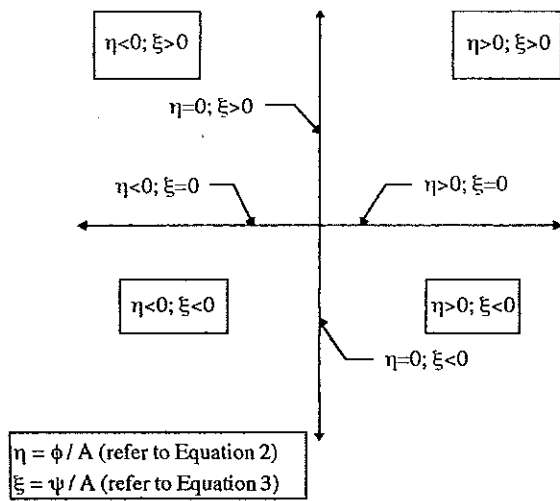 η<0; ξ>0
η>0; ξ>0
η=0; ξ>0
η<0; ξ=0
η>0; ξ=0
η<0; ξ<0
η>0; ξ<0
η=0; ξ<0
η = ϕ / A (refer to Equation 2)
ξ = ψ / A (refer to Equation 3)